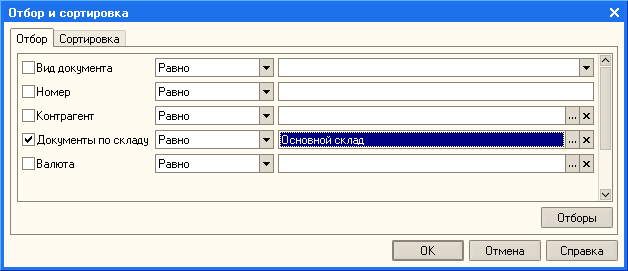 Отбор и сортировка
Отбор Сортировка
Вид документа Равно
Номер Равно
Контрагент Равно ...
Документы по складу Равно Основной склад ...
Валюта Равно ...
Отборы
OK Отмена Справка